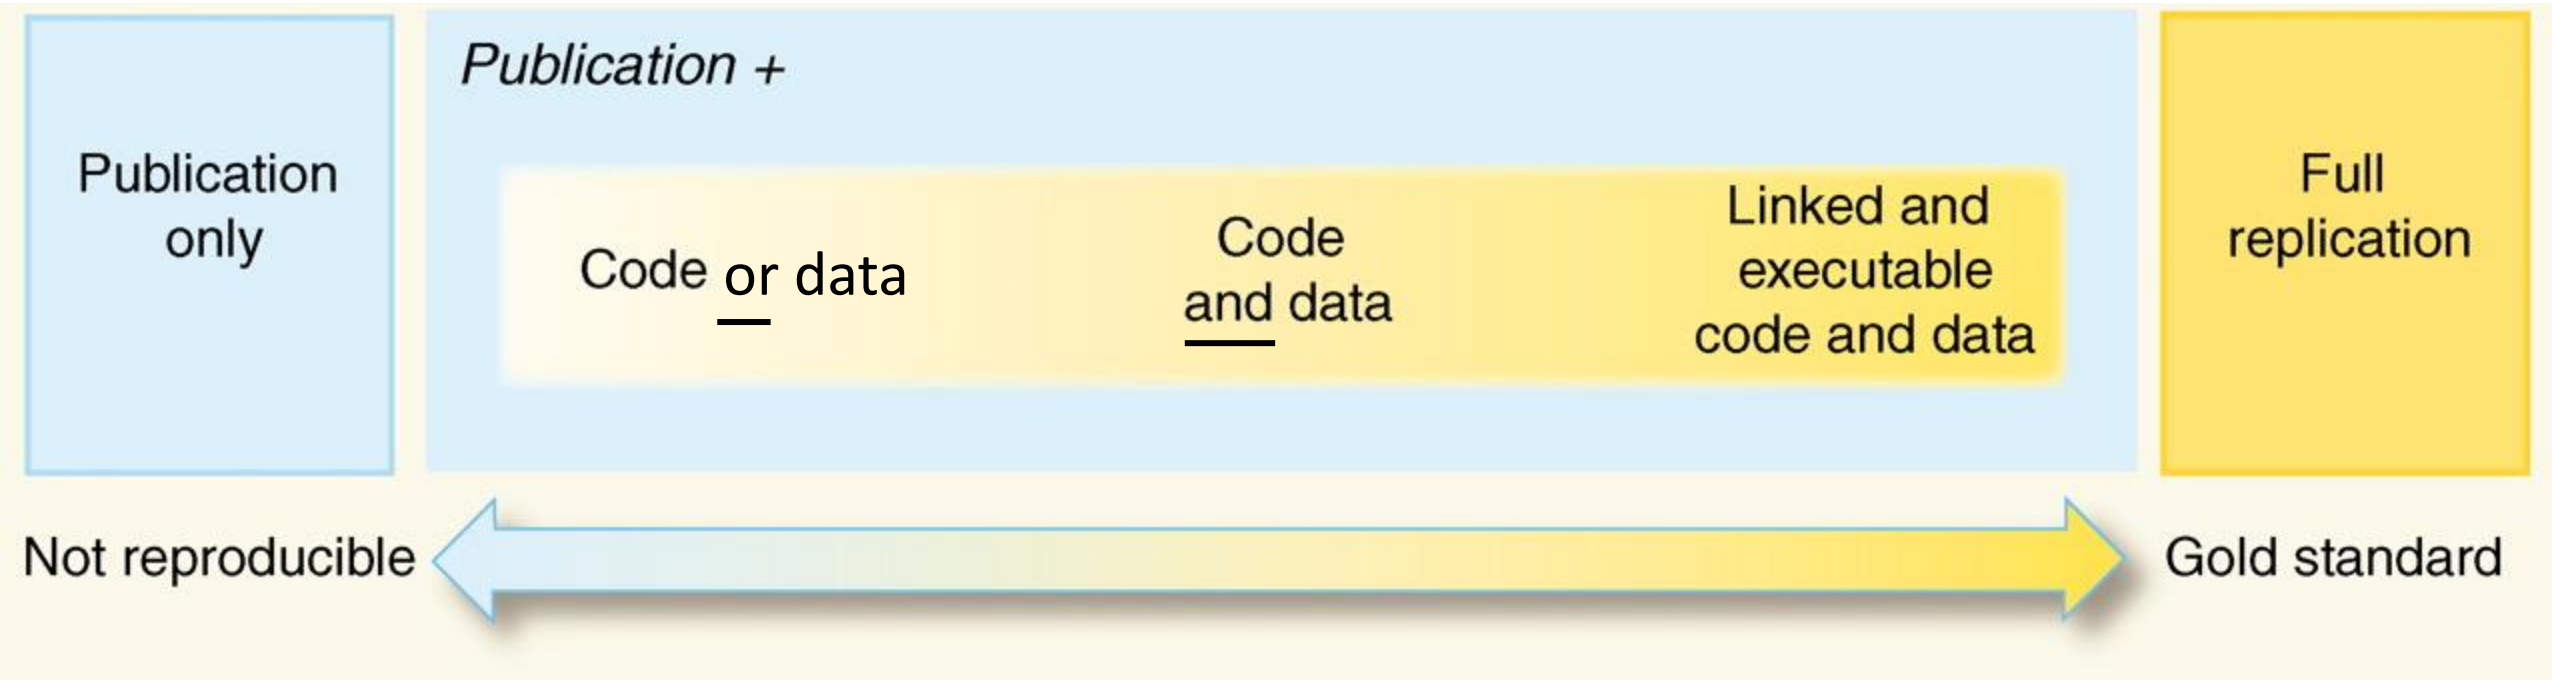 Publication
only
Publication +
Code or data
Code
and data
Linked and
executable
code and data
Full
replication
Not reproducible
Gold standard